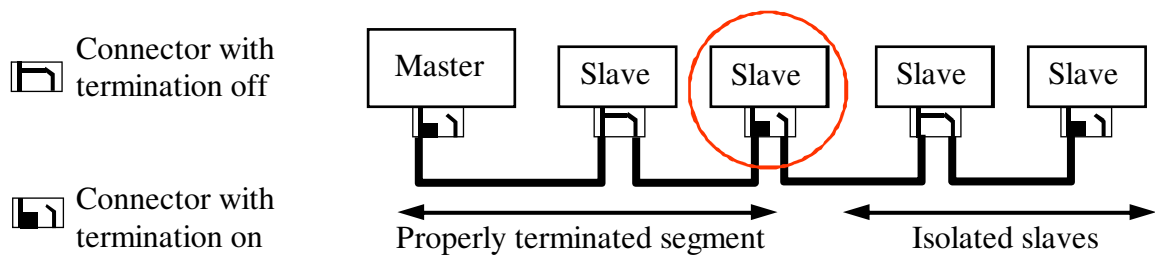 Connector with
termination off
Connector with
termination on
Master
Slave
Slave
Slave
Slave
Properly terminated segment
Isolated slaves